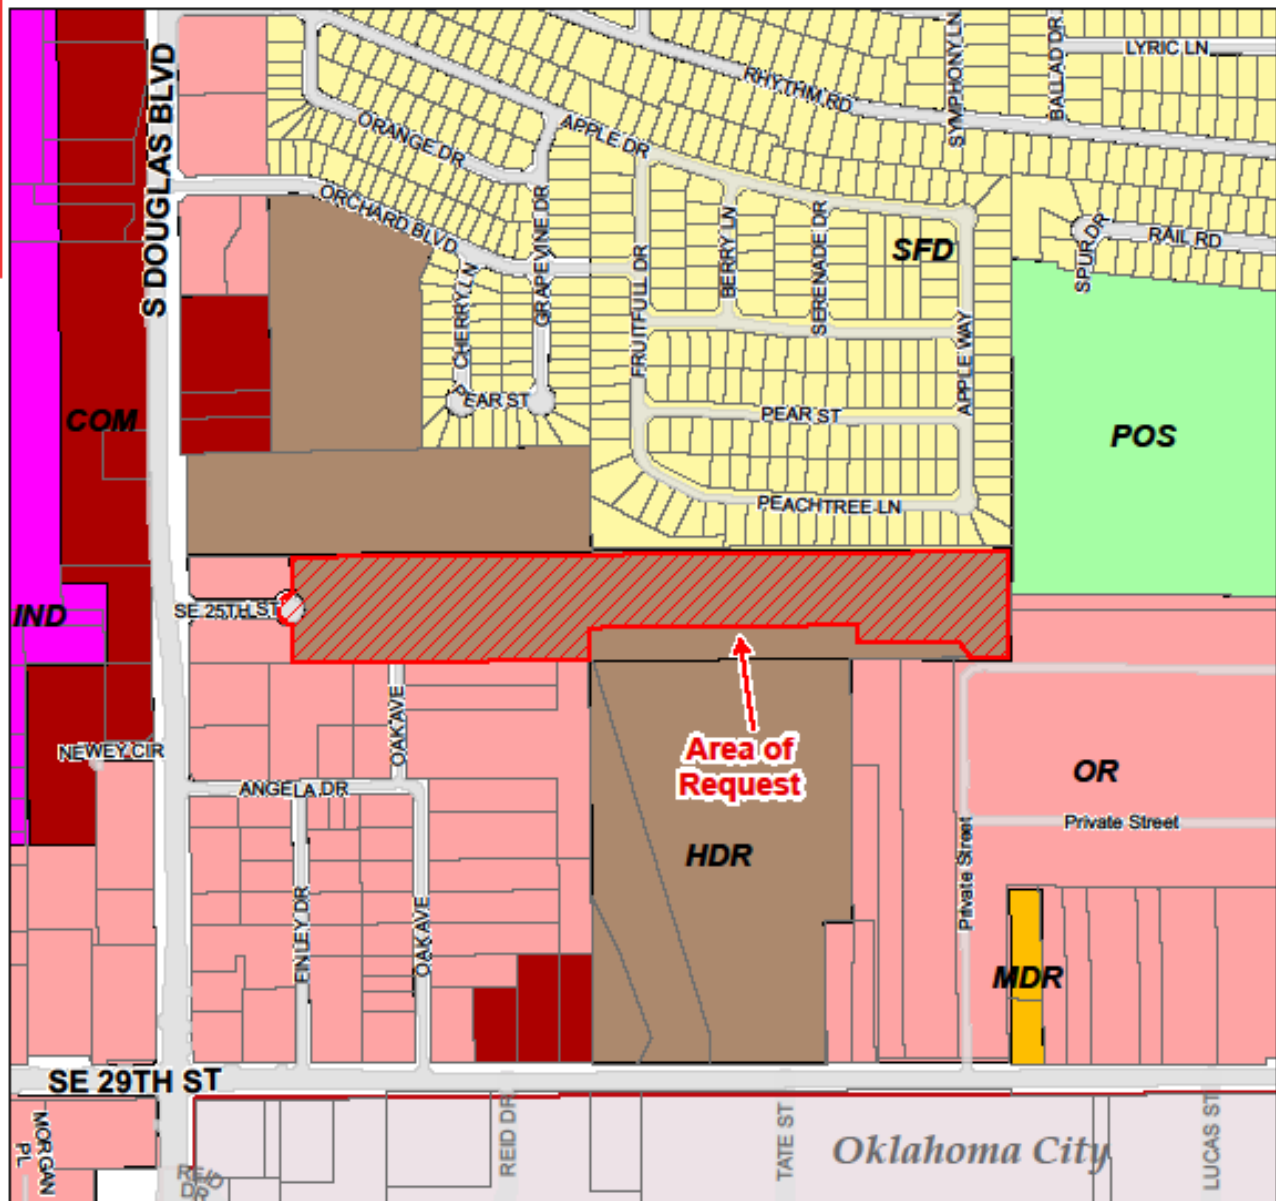 S DOUGLAS BLVD
SYMPHONY LN
BALLAD DR
LYRIC LN
RHYTHM RD
ORANGE DR
APPLE DR
ORCHARD BLVD
GRAPEVINE DR
CHERRY LN
FRUITFULL DR
BERRY LN
SERENADE DR
SFD
SPUR DR
RAIL RD
APPLE WAY
COM
PEAR ST
PEAR ST
POS
PEACHTREE LN
IND
SE 25TH ST
OAK AVE
NEWEY CIR
ANGELA DR
Area of
Request
OR
Private Street
Private Street
HDR
FINLEY DR
OAK AVE
MDR
SE 29TH ST
MORGAN
PL
REID DR
TATE ST
Oklahoma City
LUCAS ST